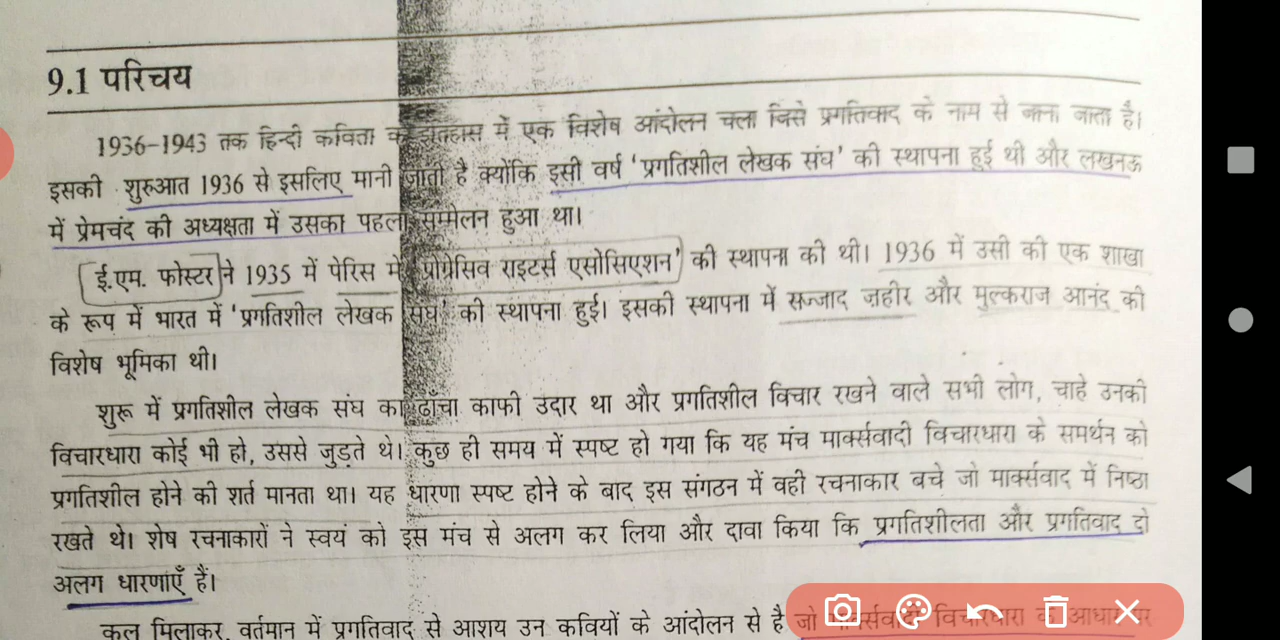 9.1 परिचय
1936-1943 तक हिन्दी कविता के इतिहास में एक विशेष आंदोलन चला जिसे प्रगतिवाद के नाम से जाना जाता है।
इसकी शुरुआत 1936 से इसलिए मानी जाती है क्योंकि इसी वर्ष 'प्रगतिशील लेखक संघ' की स्थापना हुई थी और लखनऊ
में प्रेमचंद की अध्यक्षता में उसका पहला सम्मेलन हुआ था।
ई.एम. फोस्टर ने 1935 में पेरिस में 'प्रोग्रेसिव राइटर्स एसोसिएशन' की स्थापना की थी। 1936 में उसी की एक शाखा
के रूप में भारत में 'प्रगतिशील लेखक संघ' की स्थापना हुई। इसकी स्थापना में सज्जाद ज़हीर और मुल्कराज आनंद की
विशेष भूमिका थी।
शुरू में प्रगतिशील लेखक संघ का ढाँचा काफी उदार था और प्रगतिशील विचार रखने वाले सभी लोग, चाहे उनकी
विचारधारा कोई भी हो, उससे जुड़ते थे। कुछ ही समय में स्पष्ट हो गया कि यह मंच मार्क्सवादी विचारधारा के समर्थन को
प्रगतिशील होने की शर्त मानता था। यह धारणा स्पष्ट होने के बाद इस संगठन में वही रचनाकार बचे जो मार्क्सवाद में निष्ठा
रखते थे। शेष रचनाकारों ने स्वयं को इस मंच से अलग कर लिया और दावा किया कि प्रगतिशीलता और प्रगतिवाद दो
अलग धारणाएँ हैं।
कुल मिलाकर, वर्तमान में प्रगतिवाद से आशय उन कवियों के आंदोलन से है जो मार्क्सवादी विचारधारा के आधार पर